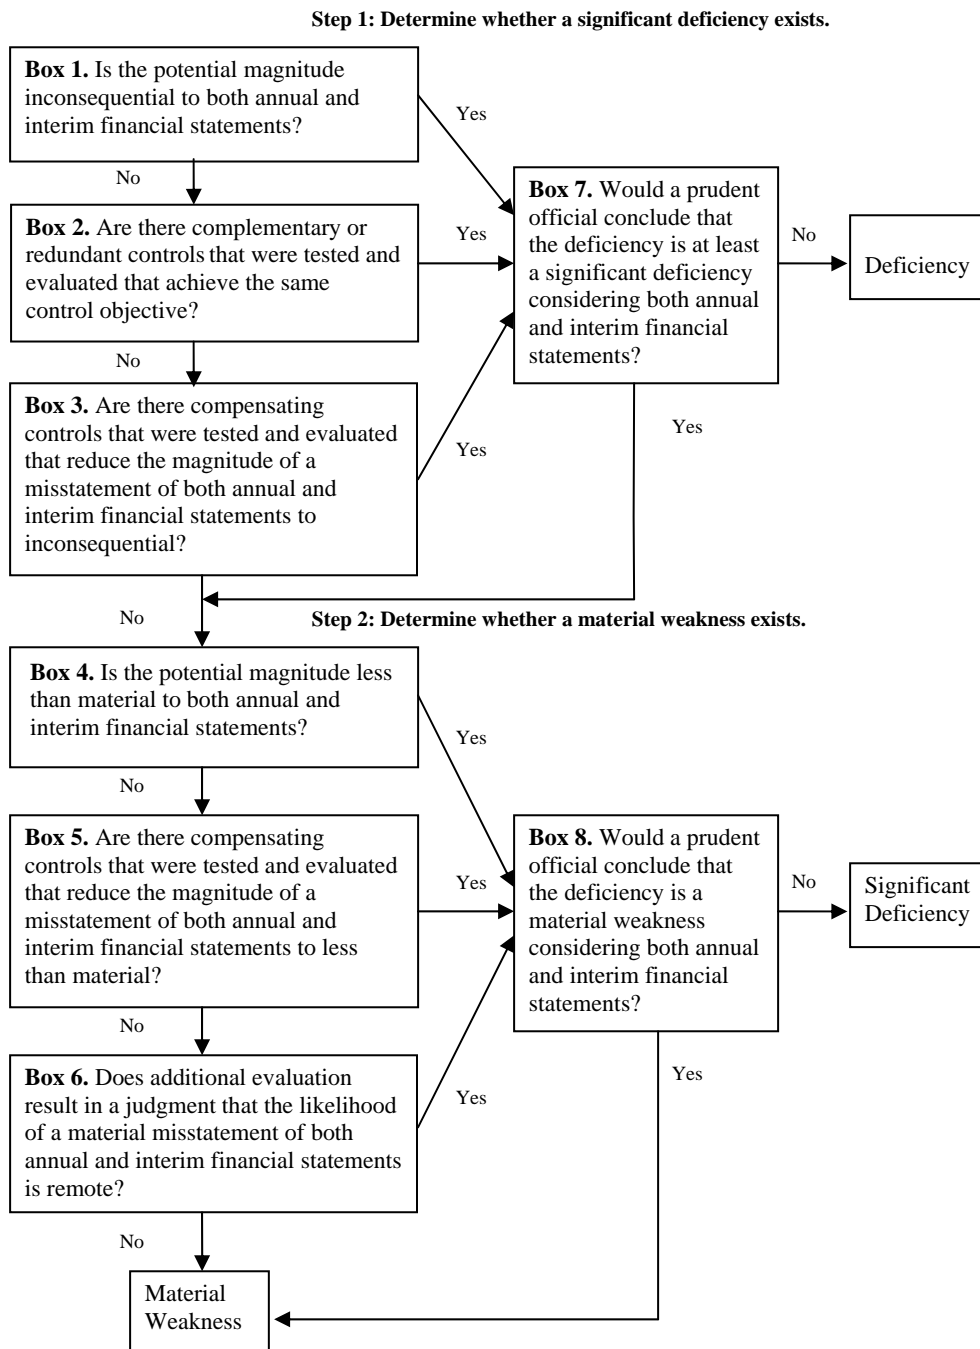 Step 1: Determine whether a significant deficiency exists.
Box 1. Is the potential magnitude
inconsequential to both annual and
interim financial statements?
Yes
No
Box 2. Are there complementary or
redundant controls that were tested and
evaluated that achieve the same
control objective?
Yes
Box 7. Would a prudent
official conclude that
the deficiency is at least
a significant deficiency
considering both annual
and interim financial
statements?
No
Deficiency
No
Box 3. Are there compensating
controls that were tested and evaluated
that reduce the magnitude of a
misstatement of both annual and
interim financial statements to
inconsequential?
Yes
Yes
No
Step 2: Determine whether a material weakness exists.
Box 4. Is the potential magnitude less
than material to both annual and
interim financial statements?
Yes
No
Box 5. Are there compensating
controls that were tested and evaluated
that reduce the magnitude of a
misstatement of both annual and
interim financial statements to less
than material?
Yes
Box 8. Would a prudent
official conclude that
the deficiency is a
material weakness
considering both annual
and interim financial
statements?
No
Significant
Deficiency
No
Box 6. Does additional evaluation
result in a judgment that the likelihood
of a material misstatement of both
annual and interim financial statements
is remote?
Yes
Yes
No
Material
Weakness